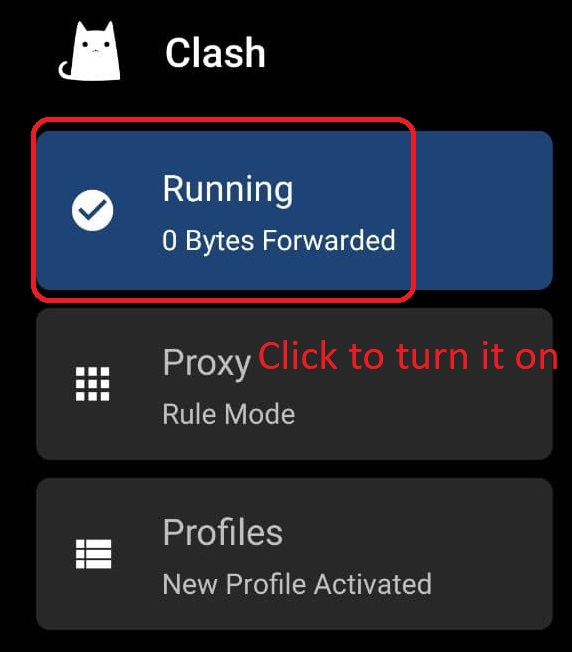 Clash
Running
0 Bytes Forwarded
Proxy Click to turn it on
Rule Mode
Profiles
New Profile Activated